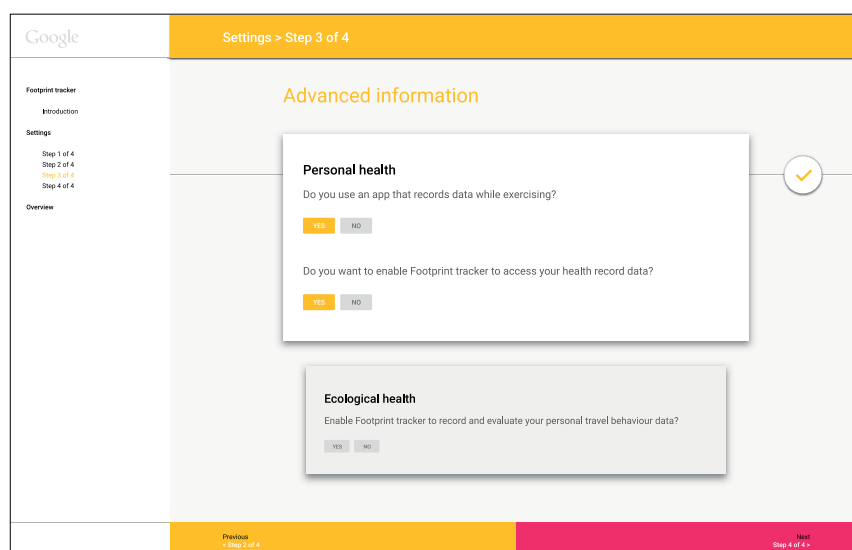 Google
Settings > Step 3 of 4
Footprint tracker
Introduction
Settings
Step 1 of 4
Step 2 of 4
Step 3 of 4
Step 4 of 4
Overview
Advanced information
Personal health
Do you use an app that records data while exercising?
YES NO
Do you want to enable Footprint tracker to access your health record data?
YES NO
Ecological health
Enable Footprint tracker to record and evaluate your personal travel behaviour data?
YES NO
Previous
< Step 2 of 4
Next
Step 4 of 4 >